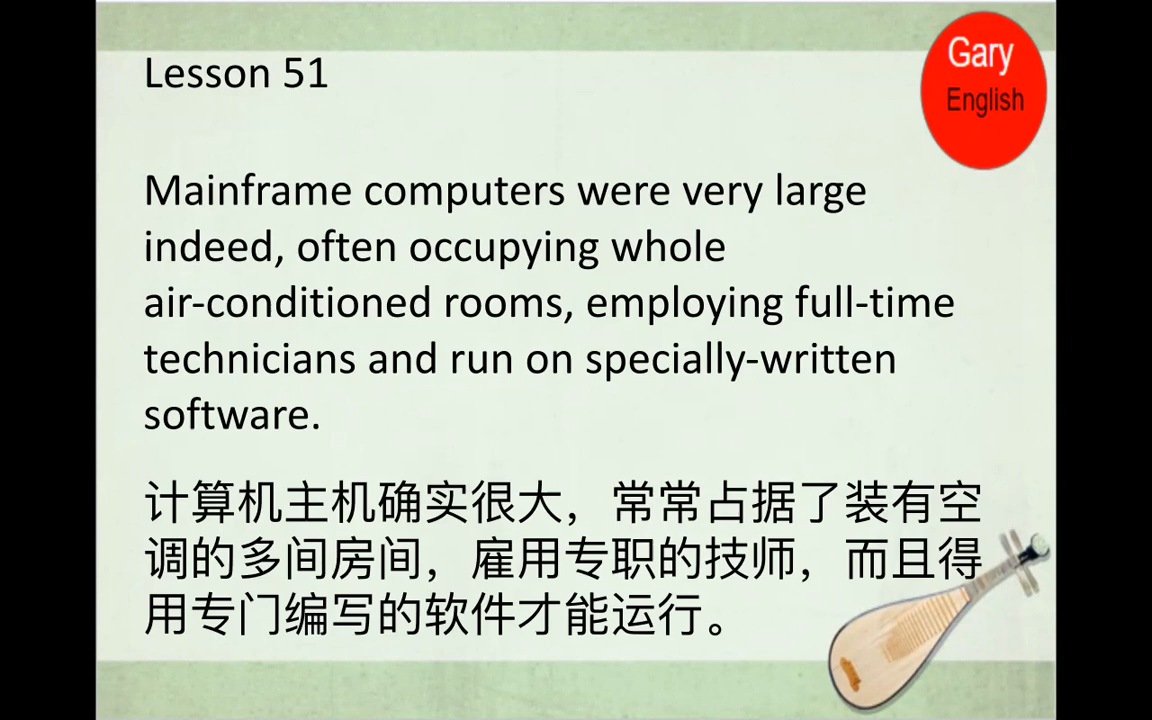 Lesson 51
Gary
English
Mainframe computers were very large
indeed, often occupying whole
air-conditioned rooms, employing full-time
technicians and run on specially-written
software.
计算机主机确实很大，常常占据了装有空
调的多间房间，雇用专职的技师，而且得
用专门编写的软件才能运行。